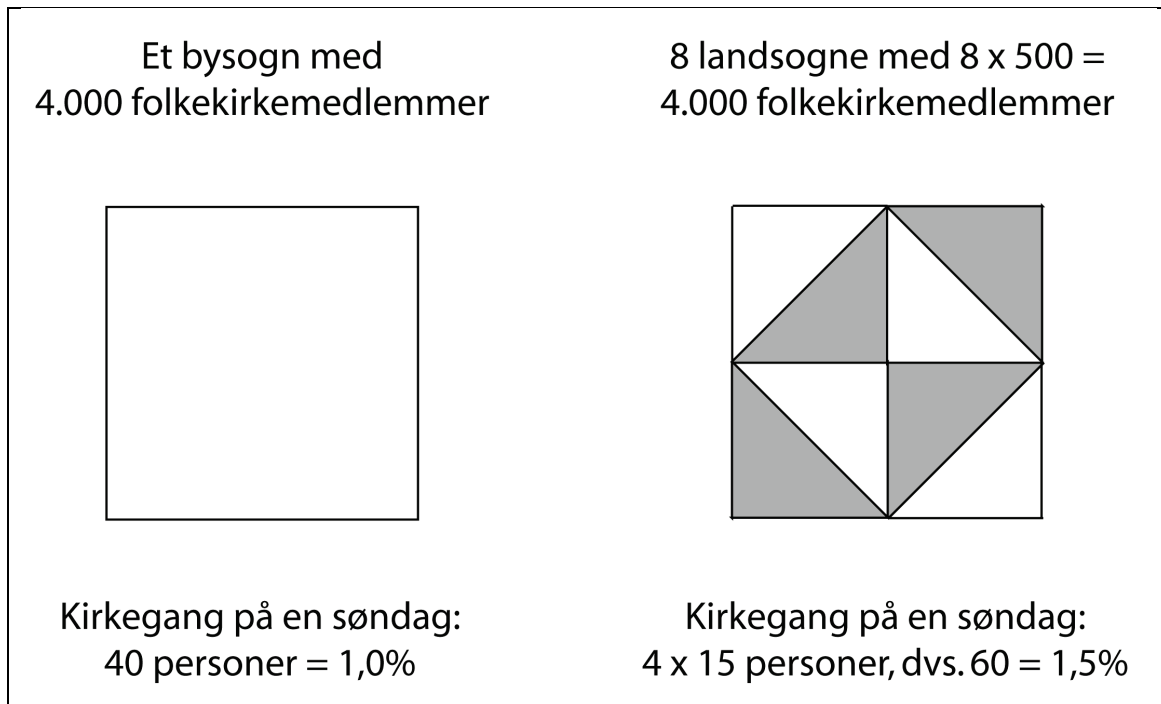 Et bysogn med
4.000 folkekirkemedlemmer
8 landsogne med 8 x 500 =
4.000 folkekirkemedlemmer
Kirkegang på en søndag:
40 personer = 1,0%
Kirkegang på en søndag:
4 x 15 personer, dvs. 60 = 1,5%